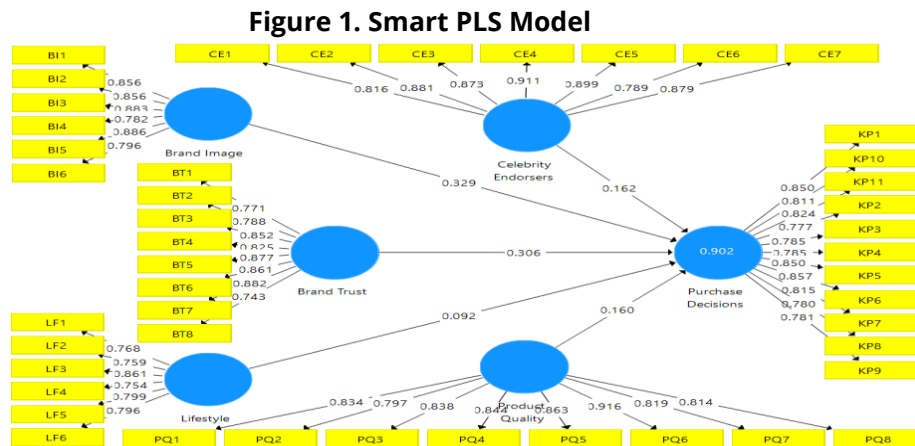 Figure 1. Smart PLS Model
BI1
BI2
BI3
BI4
BI5
BI6
0.856
0.856
0.883
0.782
0.886
0.796
Brand Image
CE1
CE2
CE3
CE4
CE5
CE6
CE7
0.816
0.881
0.873
0.911
0.899
0.789
0.879
Celebrity
Endorsers
BT1
BT2
BT3
BT4
BT5
BT6
BT7
BT8
0.771
0.788
0.852
0.825
0.877
0.861
0.882
0.743
Brand Trust
0.329
0.162
0.306
0.092
0.160
0.902
Purchase
Decisions
KP1
KP10
KP11
KP2
KP3
KP4
KP5
KP6
KP7
KP8
KP9
0.850
0.811
0.824
0.777
0.785
0.785
0.850
0.857
0.815
0.780
0.781
LF1
LF2
LF3
LF4
LF5
LF6
0.768
0.759
0.861
0.754
0.799
0.796
Lifestyle
Product
Quality
0.834
0.797
0.838
0.844
0.863
0.916
0.819
0.814
PQ1
PQ2
PQ3
PQ4
PQ5
PQ6
PQ7
PQ8